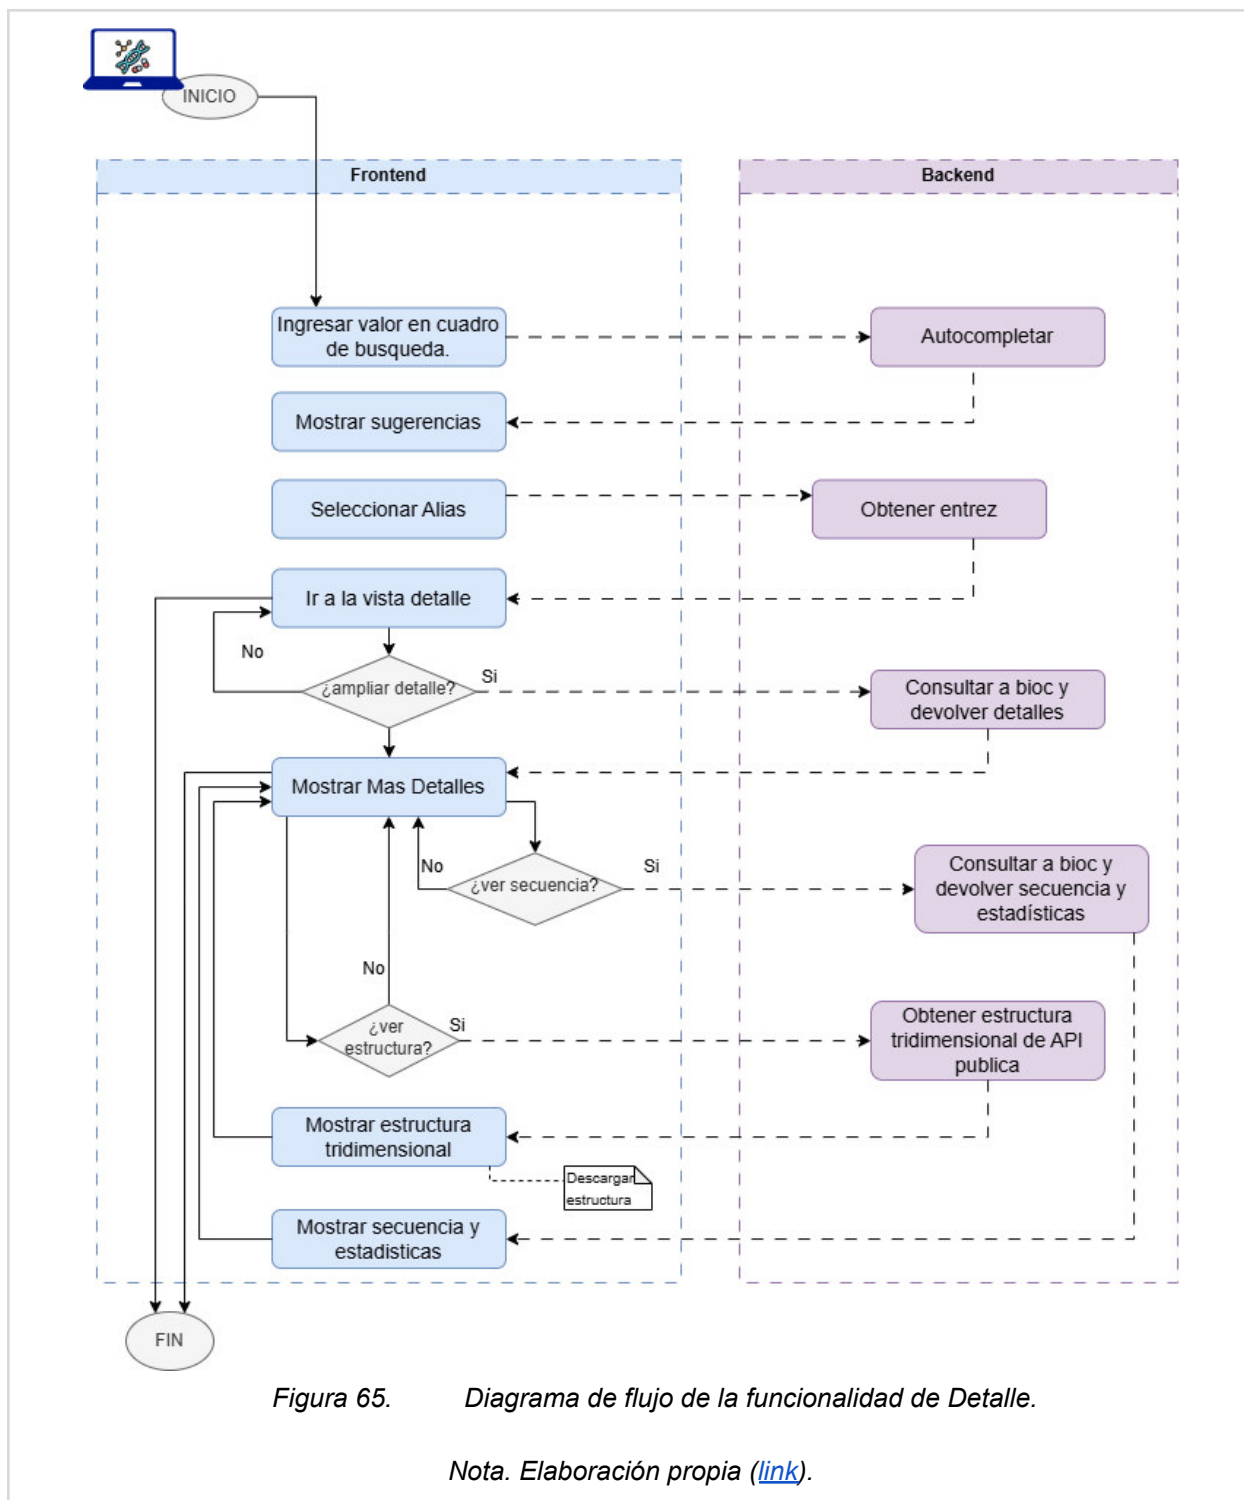 INICIO
Frontend
Backend
Ingresar valor en cuadro
de busqueda.
Autocompletar
Mostrar sugerencias
Seleccionar Alias
Obtener entrez
Ir a la vista detalle
No
¿ampliar detalle?
Si
Consultar a bioc y
devolver detalles
Mostrar Mas Detalles
No
¿ver secuencia?
Si
Consultar a bioc y
devolver secuencia y
estadísticas
No
¿ver
estructura?
Si
Obtener estructura
tridimensional de API
publica
Mostrar estructura
tridimensional
Descargar
estructura
Mostrar secuencia y
estadisticas
FIN
Figura 65. Diagrama de flujo de la funcionalidad de Detalle.
Nota. Elaboración propia (link).